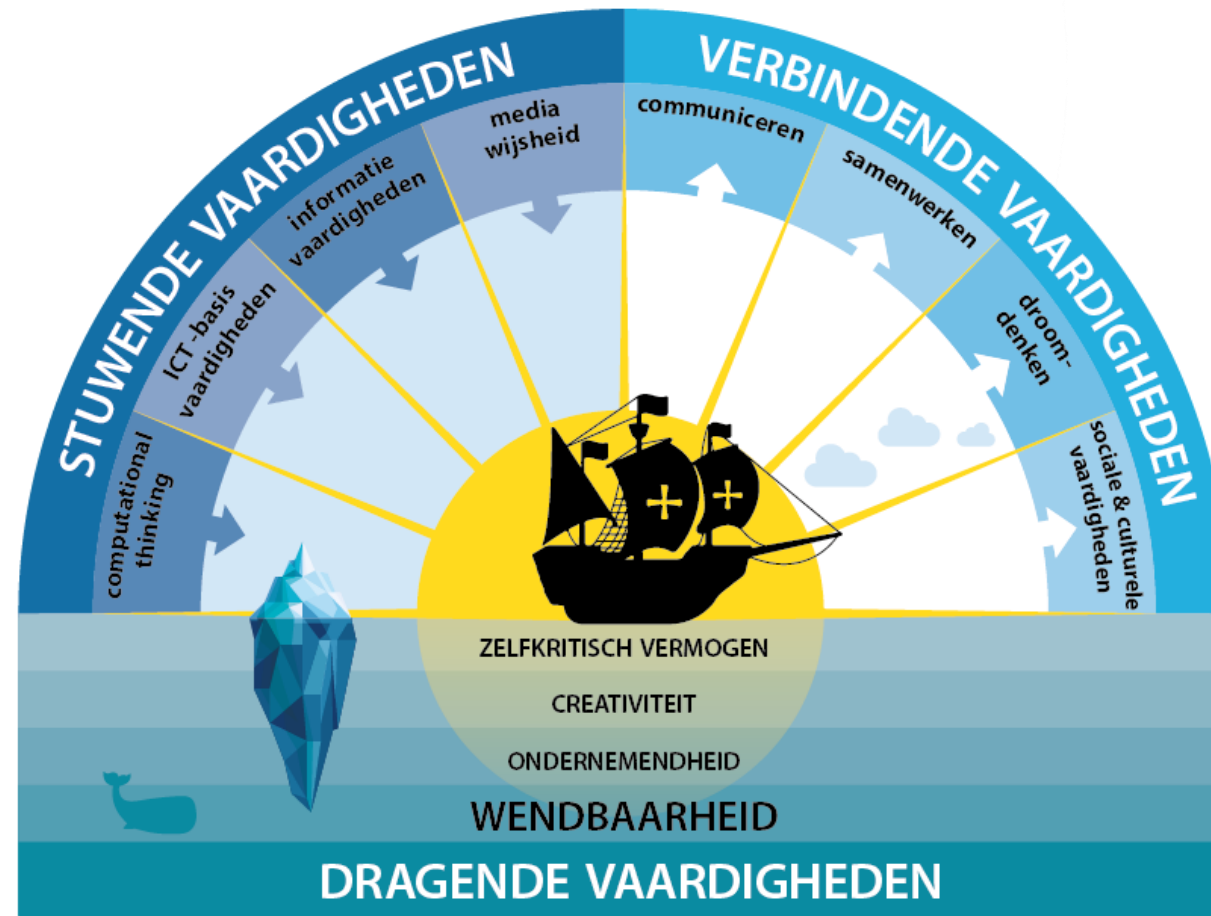 STUWENDE VAARDIGHEDEN
VERBINDENDE VAARDIGHEDEN
computational
thinking
ICT-basis
vaardigheden
informatie
vaardigheden
media
wijsheid
communiceren
samenwerken
droom-
denken
sociale & culturele
vaardigheden
ZELFKRITISCH VERMOGEN
CREATIVITEIT
ONDERNEMENDHEID
WENDBAARHEID
DRAGENDE VAARDIGHEDEN